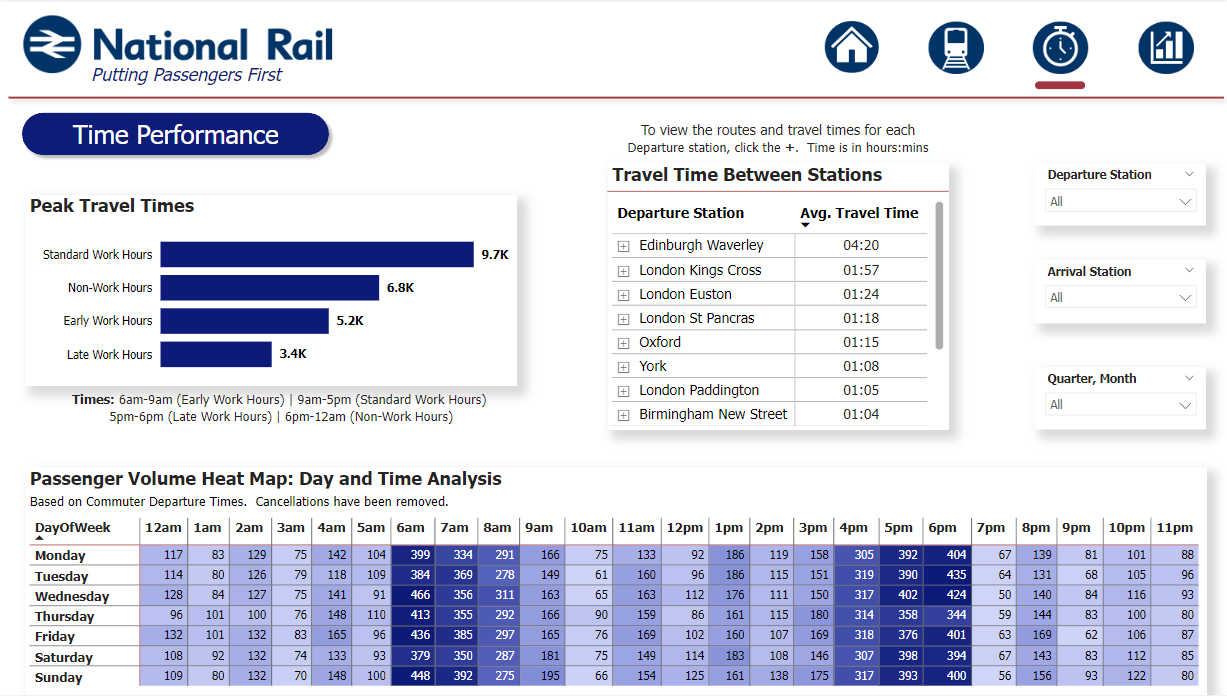 National Rail
Putting Passengers First
Time Performance
To view the routes and travel times for each
Departure station, click the +. Time is in hours:mins
Peak Travel Times
Standard Work Hours 9.7K
Non-Work Hours 6.8K
Early Work Hours 5.2K
Late Work Hours 3.4K
Times: 6am-9am (Early Work Hours) | 9am-5pm (Standard Work Hours)
5pm-6pm (Late Work Hours) | 6pm-12am (Non-Work Hours)
Travel Time Between Stations
Departure Station Avg. Travel Time
Edinburgh Waverley 04:20
London Kings Cross 01:57
London Euston 01:24
London St Pancras 01:18
Oxford 01:15
York 01:08
London Paddington 01:05
Birmingham New Street 01:04
Departure Station
All
Arrival Station
All
Quarter, Month
All
Passenger Volume Heat Map: Day and Time Analysis
Based on Commuter Departure Times. Cancellations have been removed.
DayOfWeek 12am 1am 2am 3am 4am 5am 6am 7am 8am 9am 10am 11am 12pm 1pm 2pm 3pm 4pm 5pm 6pm 7pm 8pm 9pm 10pm 11pm
Monday 117 83 129 75 142 104 399 334 291 166 75 133 92 186 119 158 305 392 404 67 139 81 101 88
Tuesday 114 80 126 79 118 109 384 369 278 149 61 160 96 186 115 151 319 390 435 64 131 68 105 96
Wednesday 128 84 127 75 141 91 466 356 311 163 65 163 112 176 111 150 317 402 424 50 140 84 116 93
Thursday 96 101 100 76 148 110 413 355 292 166 90 159 86 161 115 180 314 358 344 59 144 83 100 80
Friday 132 101 132 83 165 96 436 385 297 165 76 169 102 160 107 169 318 376 401 63 169 62 106 87
Saturday 108 92 132 74 133 93 379 350 287 181 75 149 114 183 108 146 307 398 394 67 143 83 112 85
Sunday 109 80 132 70 148 100 448 392 275 195 66 154 125 161 138 175 317 393 400 56 156 93 122 80